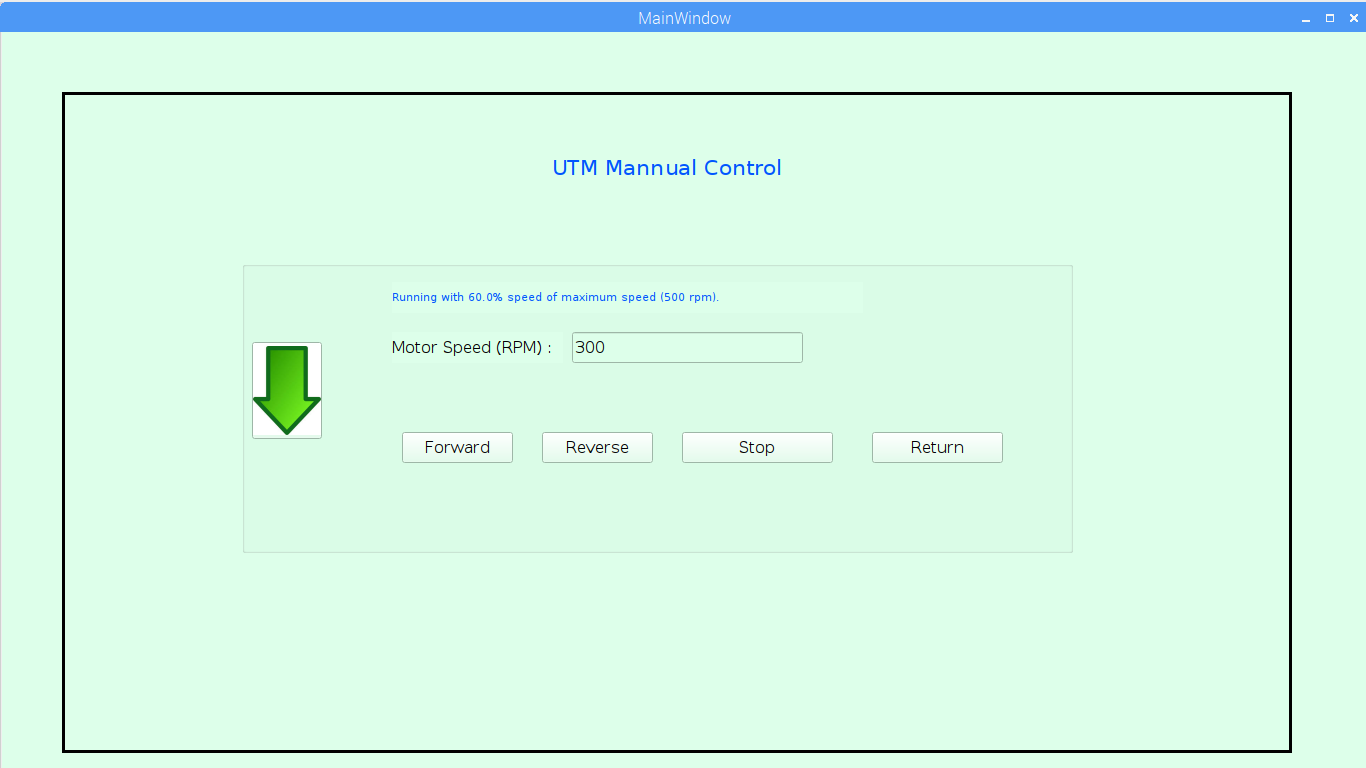 MainWindow
UTM Mannual Control
Running with 60.0% speed of maximum speed (500 rpm).
Motor Speed (RPM) : 300
Forward Reverse Stop Return